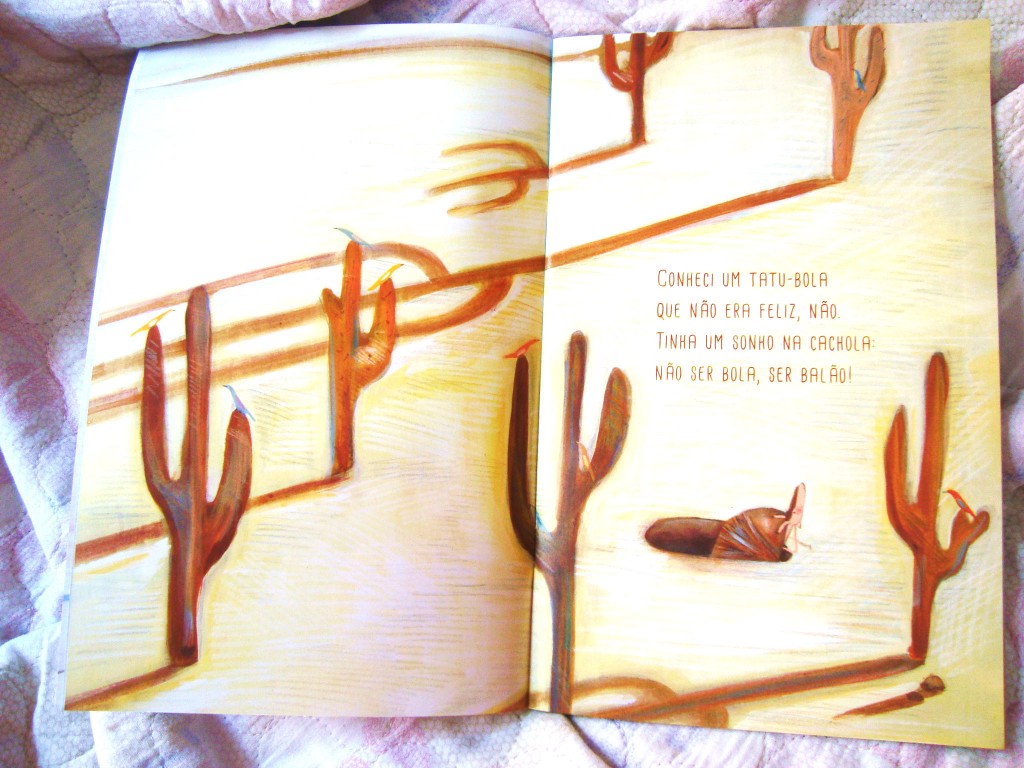 CONHECI UM TATU-BOLA
QUE NÃO ERA FELIZ, NÃO.
TINHA UM SONHO NA CACHOLA:
NÃO SER BOLA, SER BALÃO!